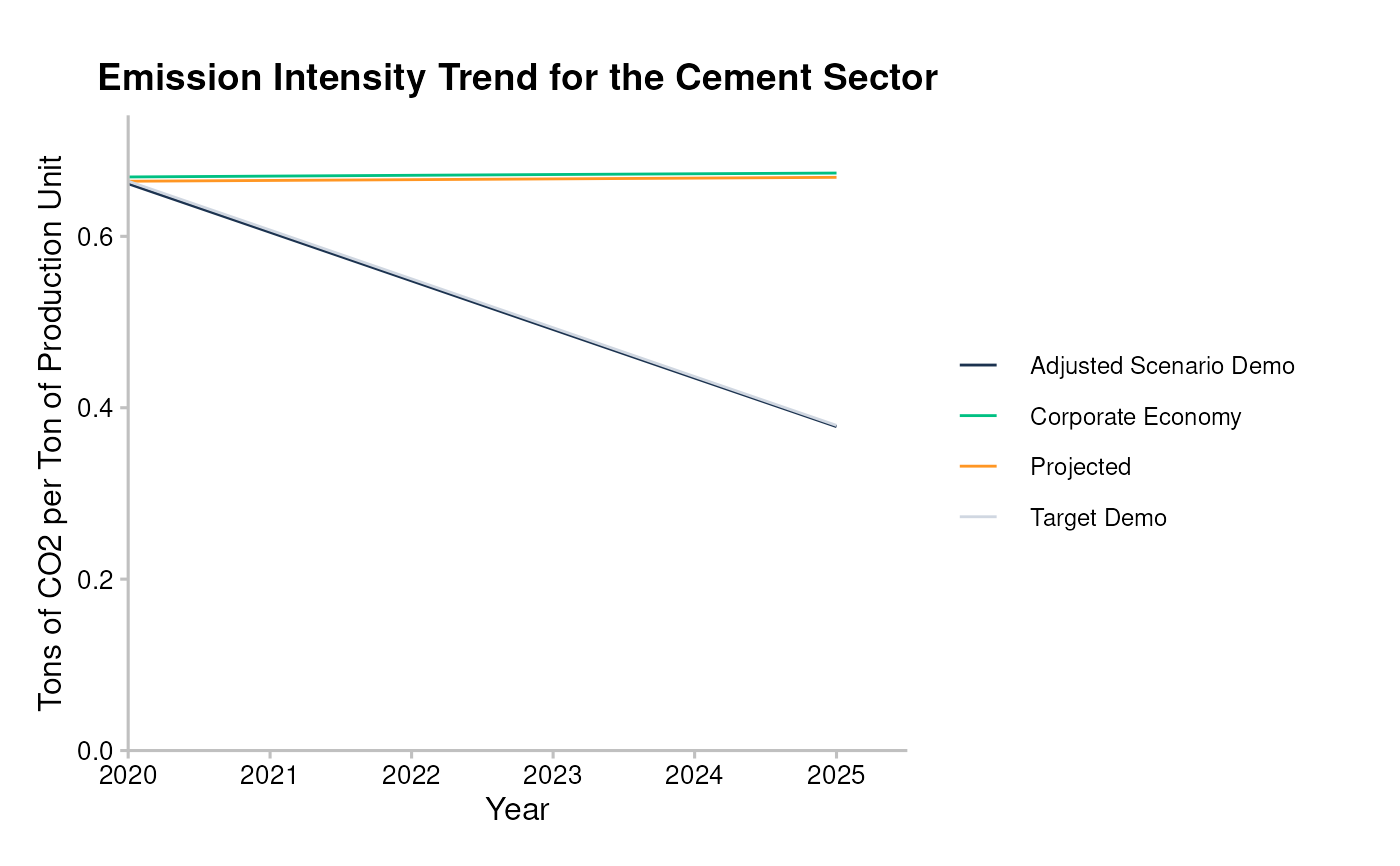 Emission Intensity Trend for the Cement Sector
Tons of CO2 per Ton of Production Unit
0.6
0.4
0.2
0.0
2020 2021 2022 2023 2024 2025
Year
Adjusted Scenario Demo
Corporate Economy
Projected
Target Demo